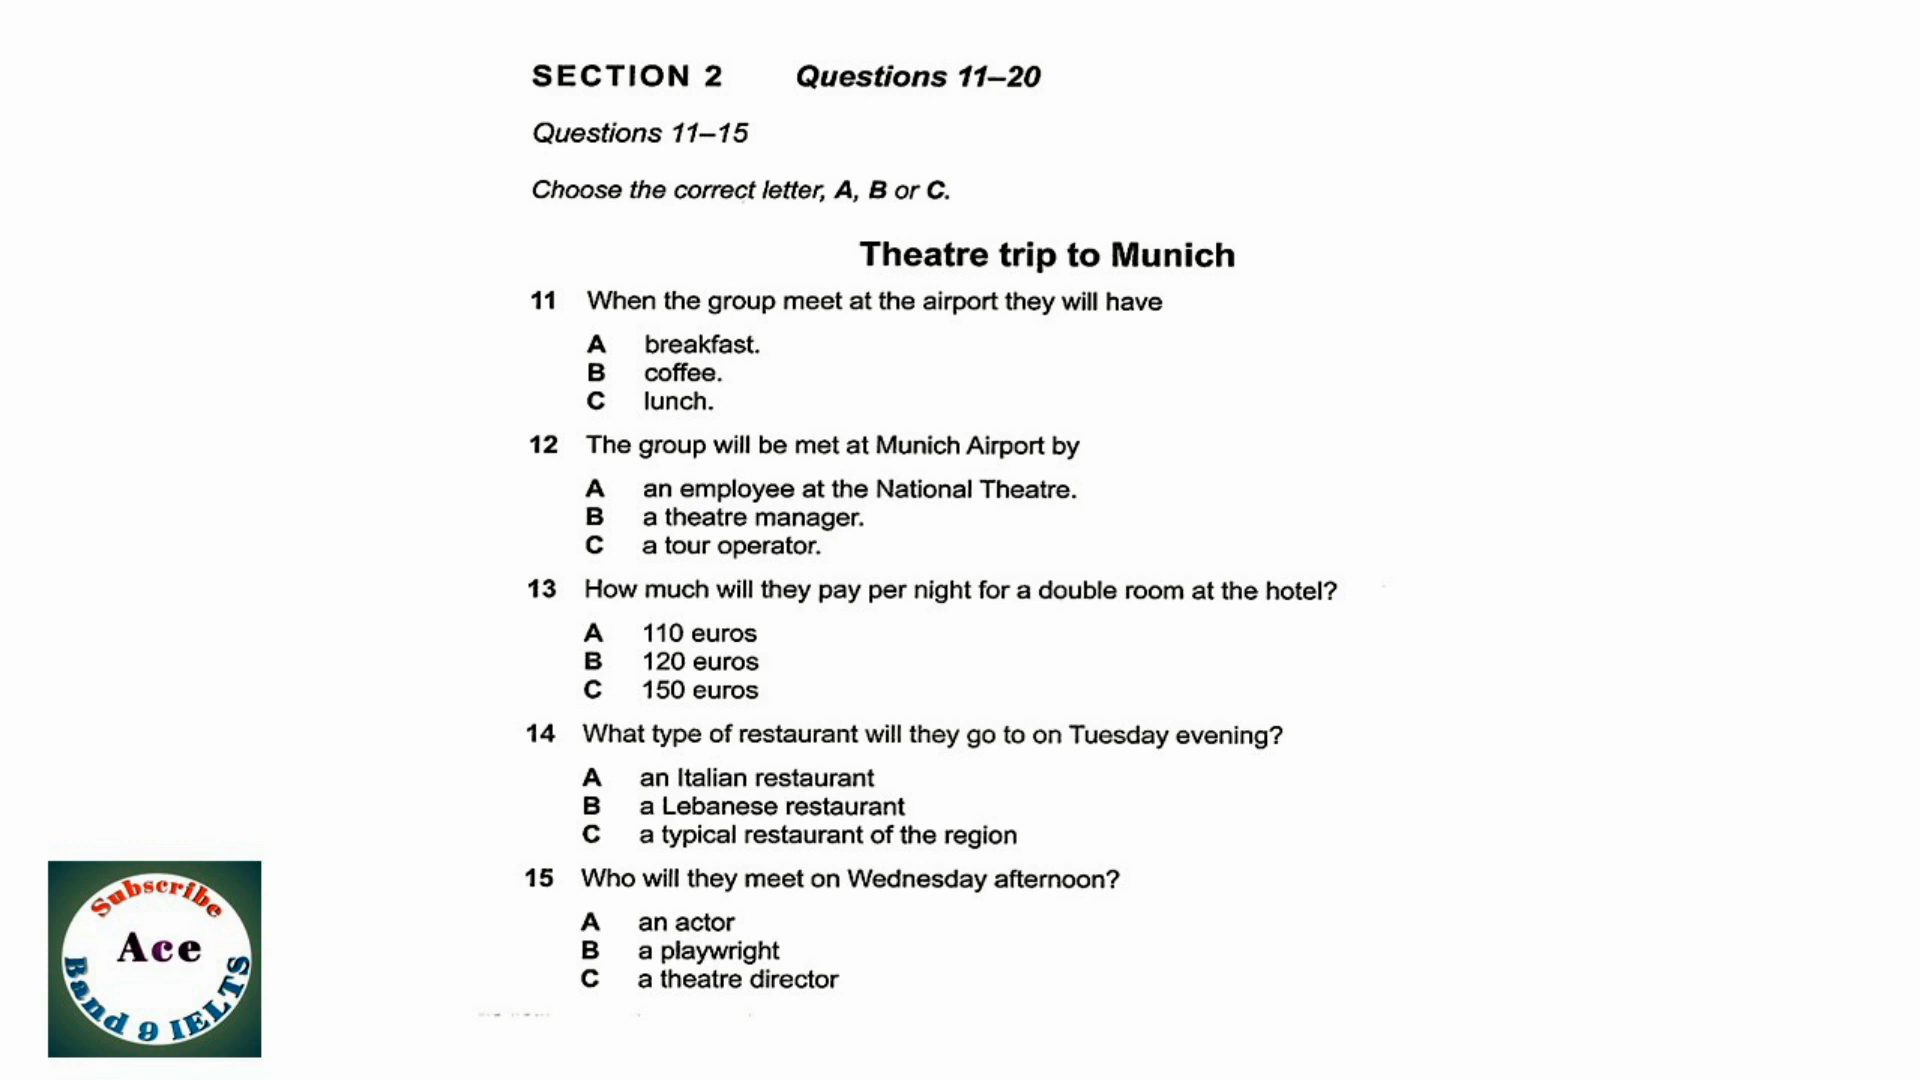 SECTION 2 Questions 11–20
Questions 11–15
Choose the correct letter, A, B or C.
Theatre trip to Munich
11 When the group meet at the airport they will have
A breakfast.
B coffee.
C lunch.
12 The group will be met at Munich Airport by
A an employee at the National Theatre.
B a theatre manager.
C a tour operator.
13 How much will they pay per night for a double room at the hotel?
A 110 euros
B 120 euros
C 150 euros
14 What type of restaurant will they go to on Tuesday evening?
A an Italian restaurant
B a Lebanese restaurant
C a typical restaurant of the region
15 Who will they meet on Wednesday afternoon?
A an actor
B a playwright
C a theatre director
Subscribe
Ace
Band 9 IELTS